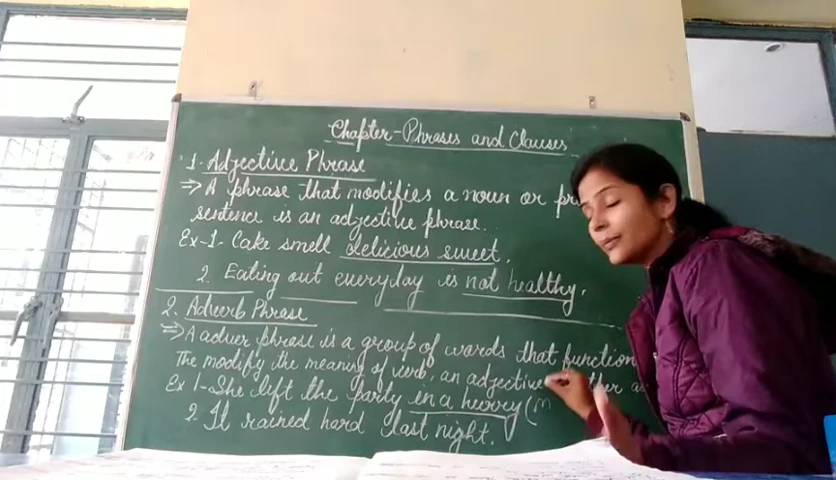 Chapter-Phrases and Clauses
1. Adjective Phrase
⇒ A phrase that modifies a noun or pr
sentence is an adjective phrase.
Ex-1. Cake smell delicious sweet.
2. Eating out everyday is not healthy.
2. Adverb Phrase
⇒ A adver phrase is a group of words that function
The modify the meaning of verb, an adjective
Ex 1-She left the party in a hurry (
2. It rained hard last night.